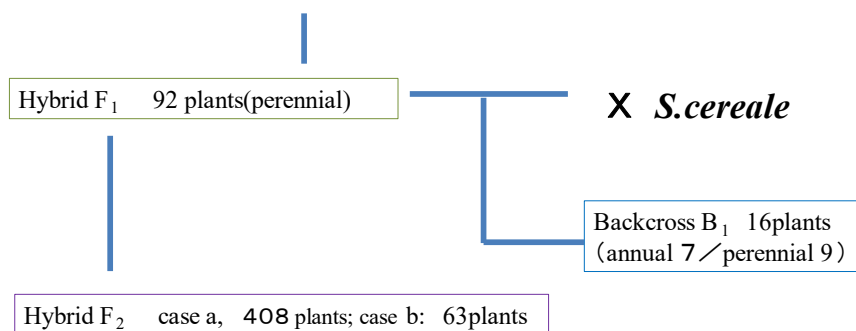 Hybrid F₁ 92 plants(perennial)
X S.cereale
Backcross B₁ 16plants
（annual 7／perennial 9）
Hybrid F₂ case a, 408 plants; case b: 63plants